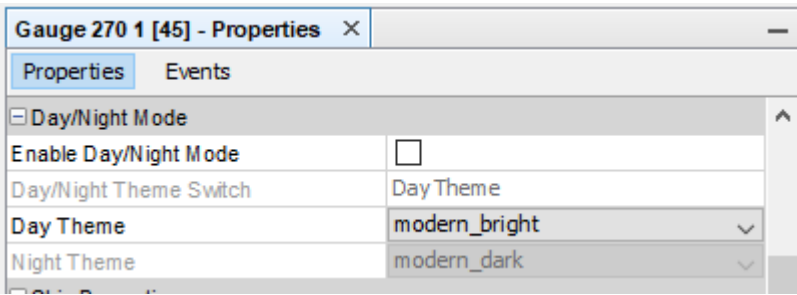 Gauge 270 1 [45] - Properties
Properties Events
Day/Night Mode
Enable Day/Night Mode
Day/Night Theme Switch Day Theme
Day Theme modern_bright
Night Theme modern_dark